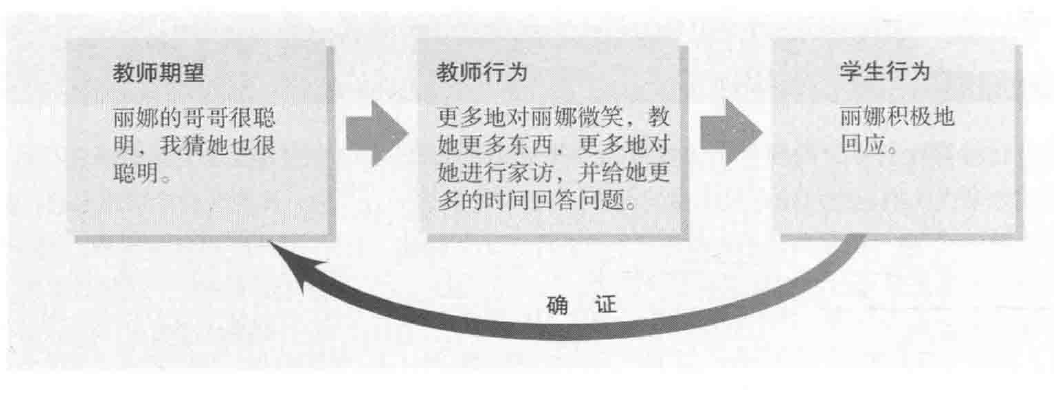 教师期望
丽娜的哥哥很聪
明，我猜她也很
聪明。
教师行为
更多地对丽娜微笑，教
她更多东西，更多地对
她进行家访，并给她更
多的时间回答问题。
学生行为
丽娜积极地
回应。
确 证